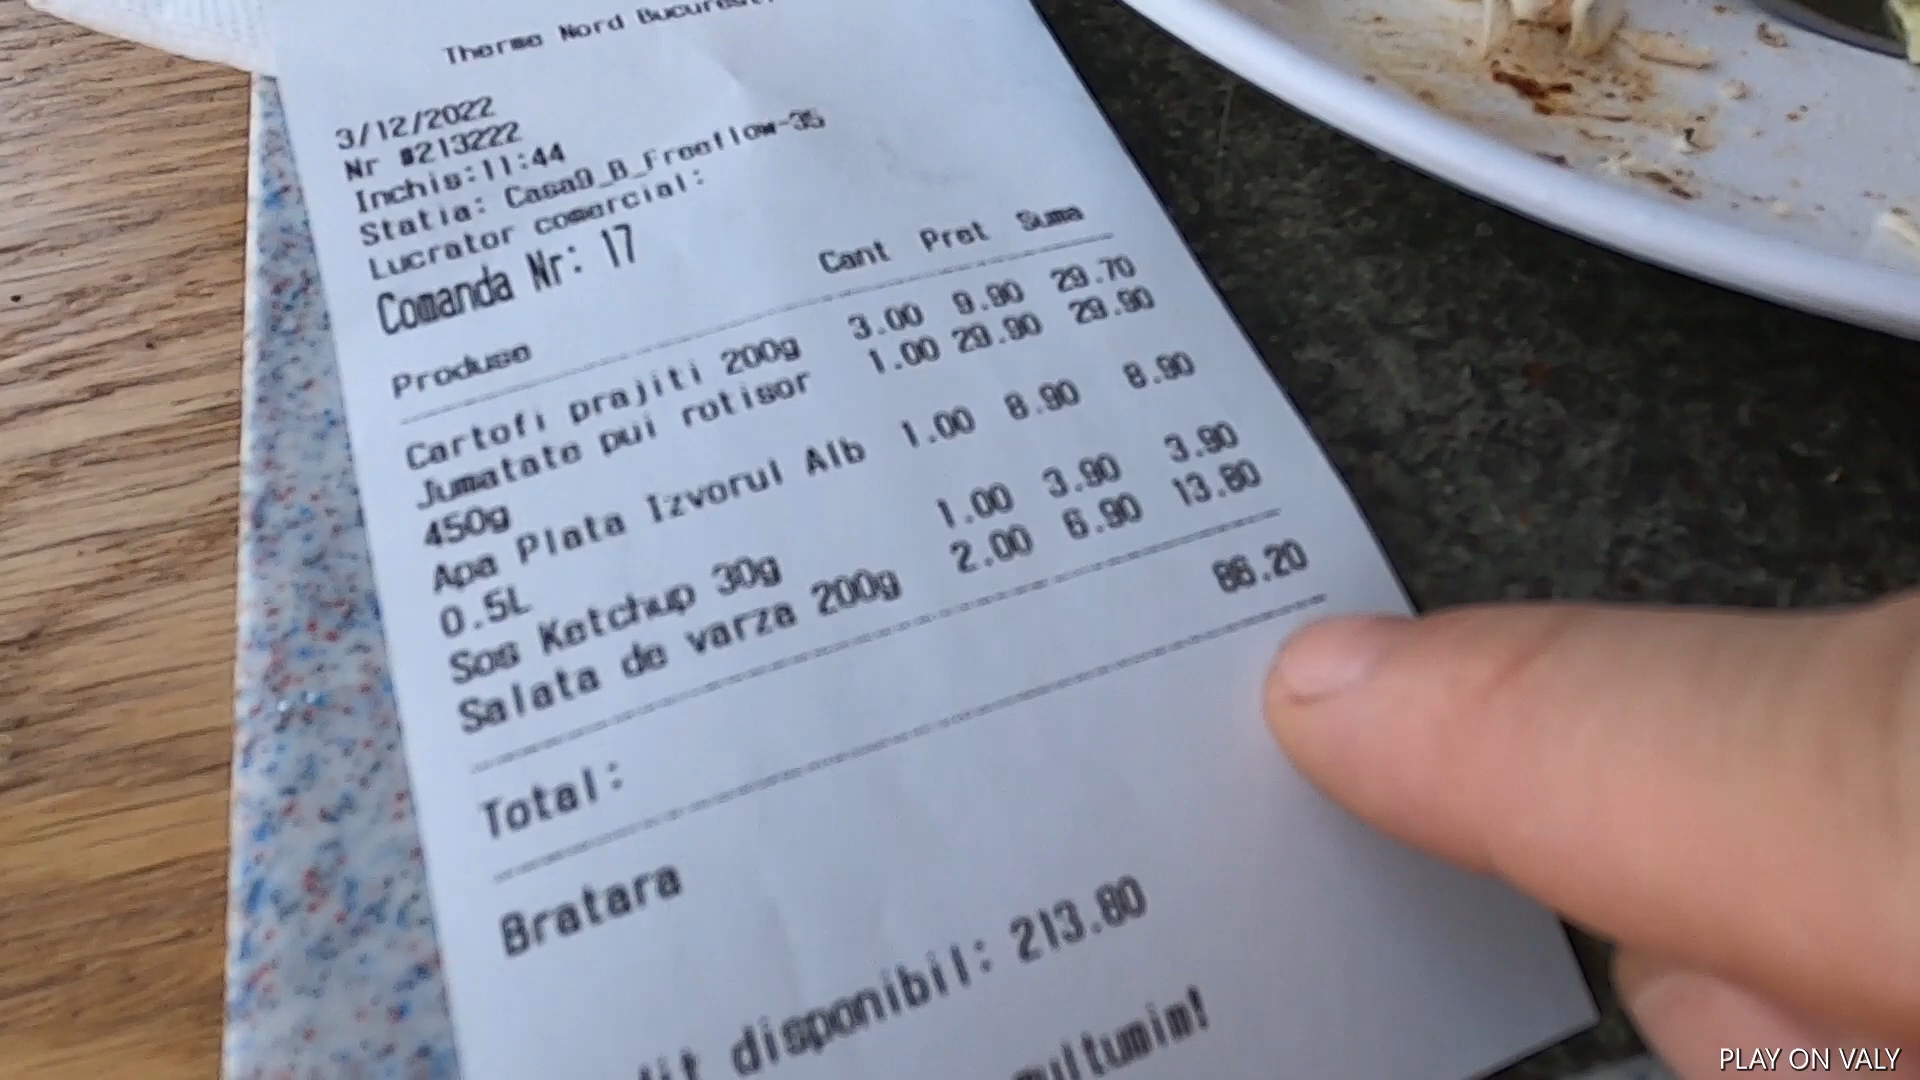 Therme Nord Bucuresti
3/12/2022
Nr #213222
Inchis:11:44
Statia: Casa9_B_Freeflow-35
Lucrator comercial:
Comanda Nr: 17
Produse Cant Pret Suma
Cartofi prajiti 200g 3.00 9.90 29.70
Jumatate pui rotisor 1.00 29.90 29.90
450g
Apa Plata Izvorul Alb 1.00 8.90 8.90
0.5L
Sos Ketchup 30g 1.00 3.90 3.90
Salata de varza 200g 2.00 6.90 13.80
Total: 86.20
Bratara
disponibil: 213.80
multumim!
PLAY ON VALY